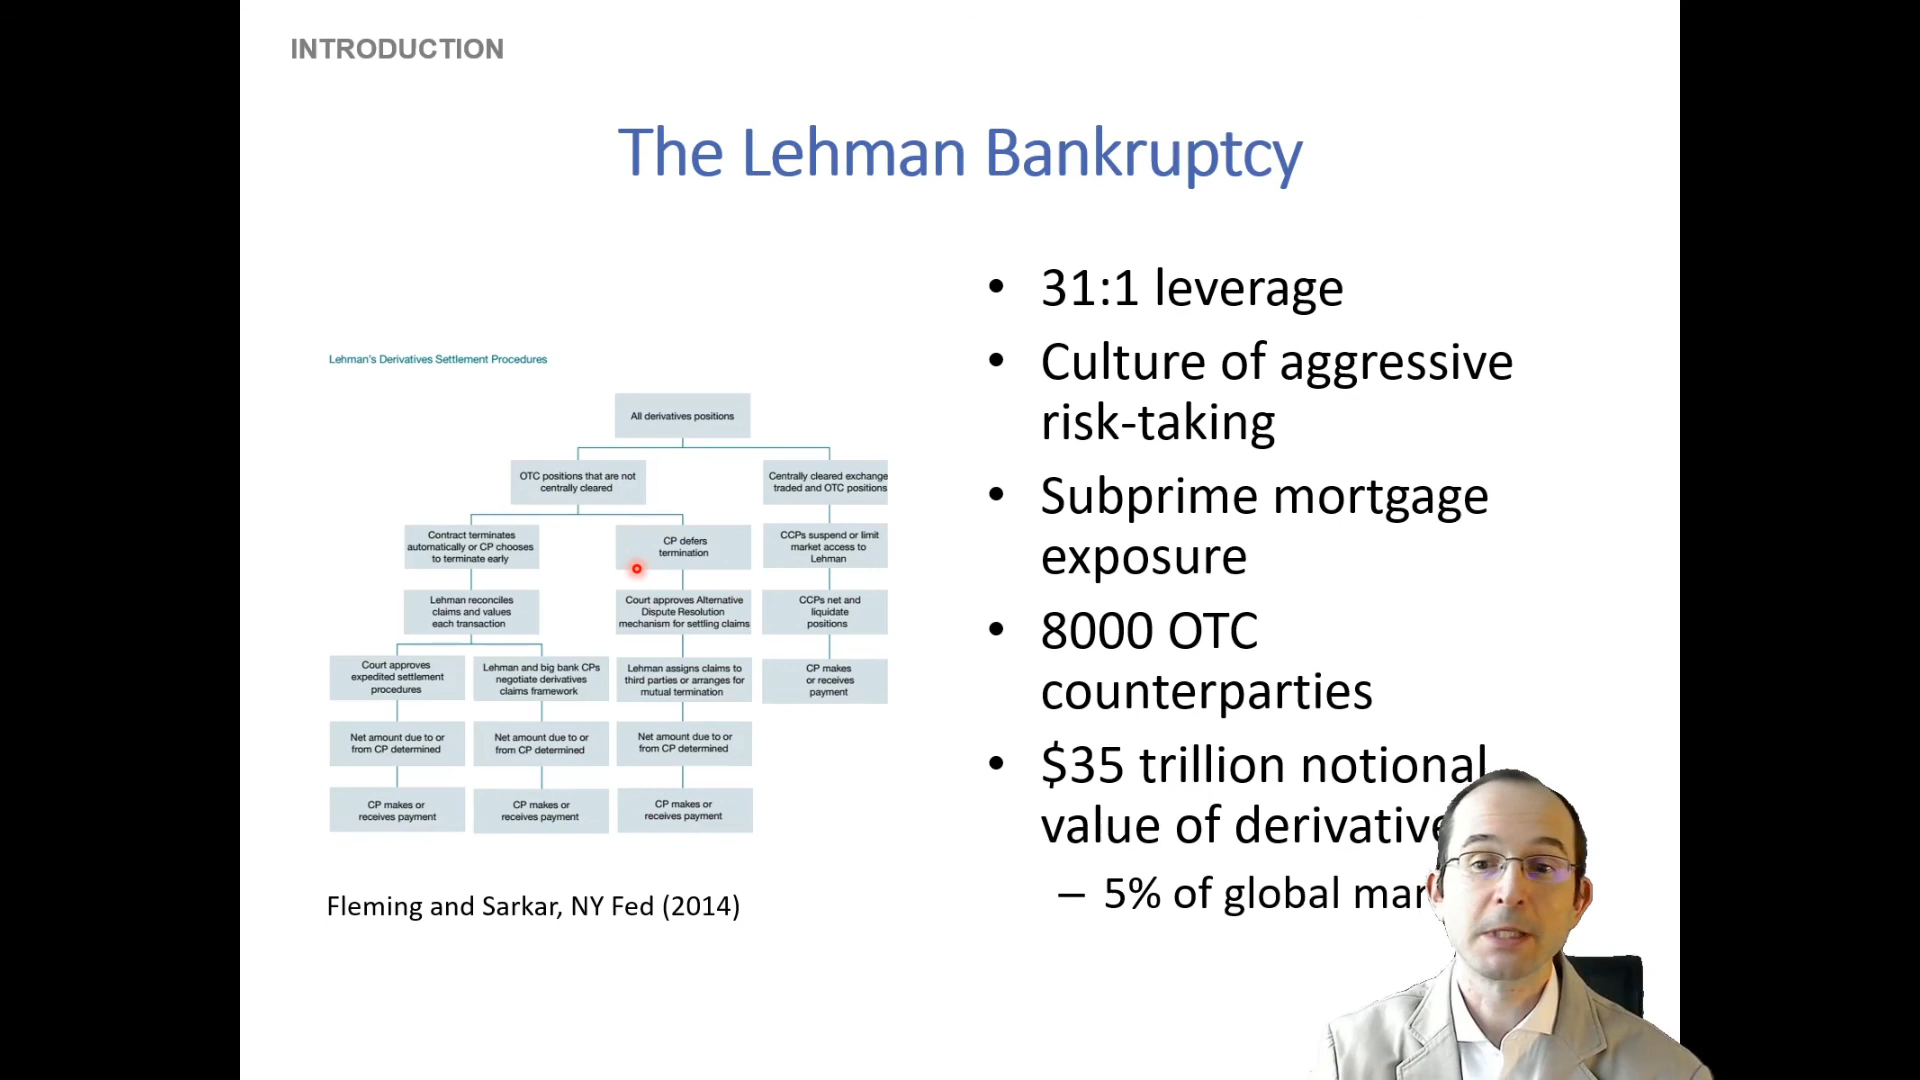 INTRODUCTION
The Lehman Bankruptcy
Lehman's Derivatives Settlement Procedures
All derivatives positions
OTC positions that are not
centrally cleared
Centrally cleared exchange
traded and OTC positions
Contract terminates
automatically or CP chooses
to terminate early
CP defers
termination
CCPs suspend or limit
market access to
Lehman
Lehman reconciles
claims and values
each transaction
Court approves Alternative
Dispute Resolution
mechanism for settling claims
CCPs net and
liquidate
positions
Court approves
expedited settlement
procedures
Lehman and big bank CPs
negotiate derivatives
claims framework
Lehman assigns claims to
third parties or arranges for
mutual termination
CP makes
or receives
payment
Net amount due to or
from CP determined
Net amount due to or
from CP determined
Net amount due to or
from CP determined
CP makes or
receives payment
CP makes or
receives payment
CP makes or
receives payment
Fleming and Sarkar, NY Fed (2014)
• 31:1 leverage
• Culture of aggressive
risk-taking
• Subprime mortgage
exposure
• 8000 OTC
counterparties
• $35 trillion notional
value of
– 5% of global